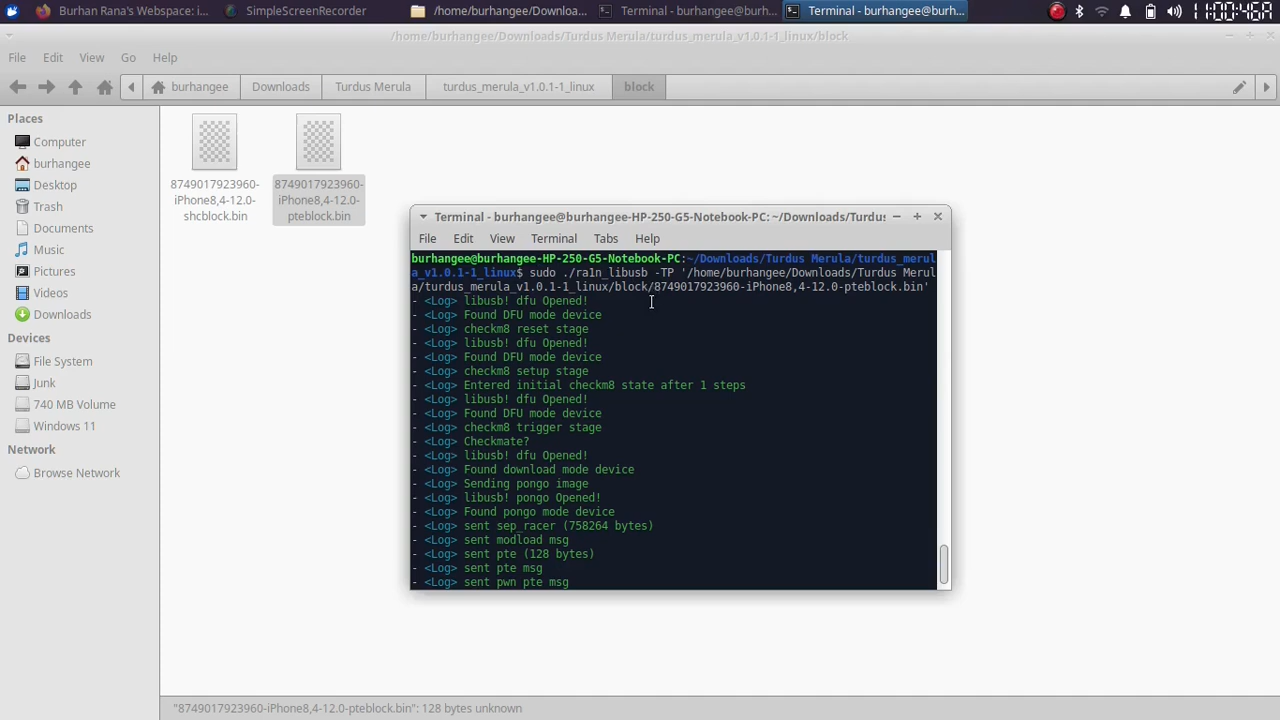 Burhan Rana's Webspace: i...
SimpleScreenRecorder
/home/burhangee/Downloa...
Terminal - burhangee@burh...
Terminal - burhangee@burh...
/home/burhangee/Downloads/Turdus Merula/turdus_merula_v1.0.1-1_linux/block
File Edit View Go Help
burhangee Downloads Turdus Merula turdus_merula_v1.0.1-1_linux block
Places
Computer
burhangee
Desktop
Trash
Documents
Music
Pictures
Videos
Downloads
Devices
File System
Junk
740 MB Volume
Windows 11
Network
Browse Network
8749017923960-
iPhone8,4-12.0-
shcblock.bin
8749017923960-
iPhone8,4-12.0-
pteblock.bin
Terminal - burhangee@burhangee-HP-250-G5-Notebook-PC: ~/Downloads/Turdus
File Edit View Terminal Tabs Help
burhangee@burhangee-HP-250-G5-Notebook-PC:~/Downloads/Turdus Merula/turdus_merul
a_v1.0.1-1_linux$ sudo ./ra1n_libusb -TP '/home/burhangee/Downloads/Turdus Merul
a/turdus_merula_v1.0.1-1_linux/block/8749017923960-iPhone8,4-12.0-pteblock.bin'
- <Log> libusb! dfu Opened!
- <Log> Found DFU mode device
- <Log> checkm8 reset stage
- <Log> libusb! dfu Opened!
- <Log> Found DFU mode device
- <Log> checkm8 setup stage
- <Log> Entered initial checkm8 state after 1 steps
- <Log> libusb! dfu Opened!
- <Log> Found DFU mode device
- <Log> checkm8 trigger stage
- <Log> Checkmate?
- <Log> libusb! dfu Opened!
- <Log> Found download mode device
- <Log> Sending pongo image
- <Log> libusb! pongo Opened!
- <Log> Found pongo mode device
- <Log> sent sep_racer (758264 bytes)
- <Log> sent modload msg
- <Log> sent pte (128 bytes)
- <Log> sent pte msg
- <Log> sent pwn pte msg
"8749017923960-iPhone8,4-12.0-pteblock.bin": 128 bytes unknown